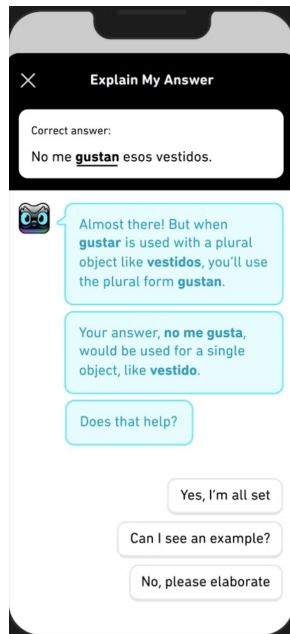 Explain My Answer
Correct answer:
No me gustan esos vestidos.
Almost there! But when
gustar is used with a plural
object like vestidos, you’ll use
the plural form gustan.
Your answer, no me gusta,
would be used for a single
object, like vestido.
Does that help?
Yes, I’m all set
Can I see an example?
No, please elaborate